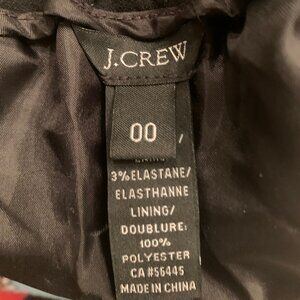 J.CREW
00
/
3%ELASTANE/
ELASTHANNE
LINING/
DOUBLURE:
100%
POLYESTER
CA #56445
MADE IN CHINA